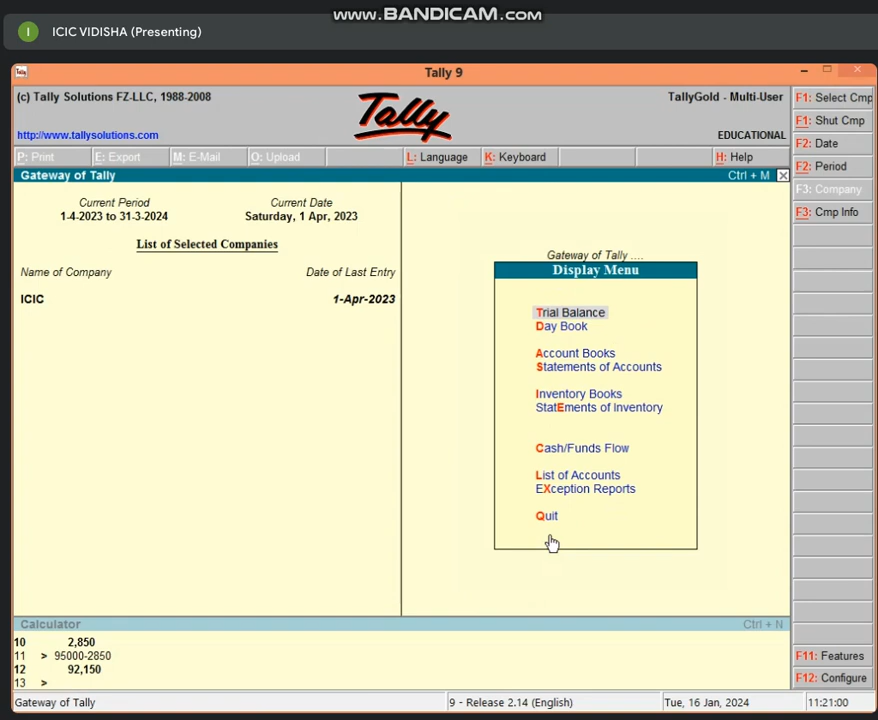 www.BANDICAM.com
I ICIC VIDISHA (Presenting)
Tally 9
(c) Tally Solutions FZ-LLC, 1988-2008
http://www.tallysolutions.com
Tally
TallyGold - Multi-User
EDUCATIONAL
P: Print E: Export M: E-Mail O: Upload L: Language K: Keyboard H: Help
Gateway of Tally Ctrl + M
Current Period Current Date
1-4-2023 to 31-3-2024 Saturday, 1 Apr, 2023
List of Selected Companies
Name of Company Date of Last Entry
ICIC 1-Apr-2023
Gateway of Tally ....
Display Menu
Trial Balance
Day Book
Account Books
Statements of Accounts
Inventory Books
StatEments of Inventory
Cash/Funds Flow
List of Accounts
EXception Reports
Quit
F1: Select Cmp
F1: Shut Cmp
F2: Date
F2: Period
F3: Company
F3: Cmp Info
F11: Features
F12: Configure
Calculator Ctrl + N
10 2,850
11 > 95000-2850
12 92,150
13 >
Gateway of Tally 9 - Release 2.14 (English) Tue, 16 Jan, 2024 11:21:00